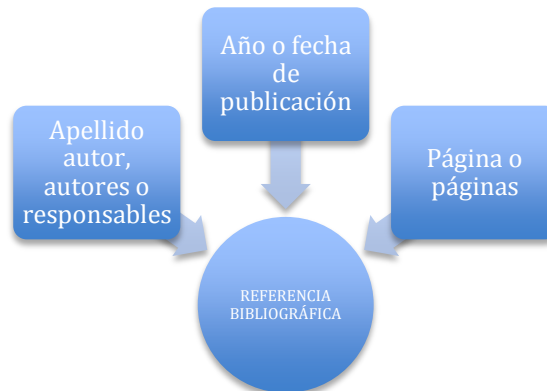 Año o fecha
de
publicación
Apellido
autor,
autores o
responsables
Página o
páginas
REFERENCIA
BIBLIOGRÁFICA